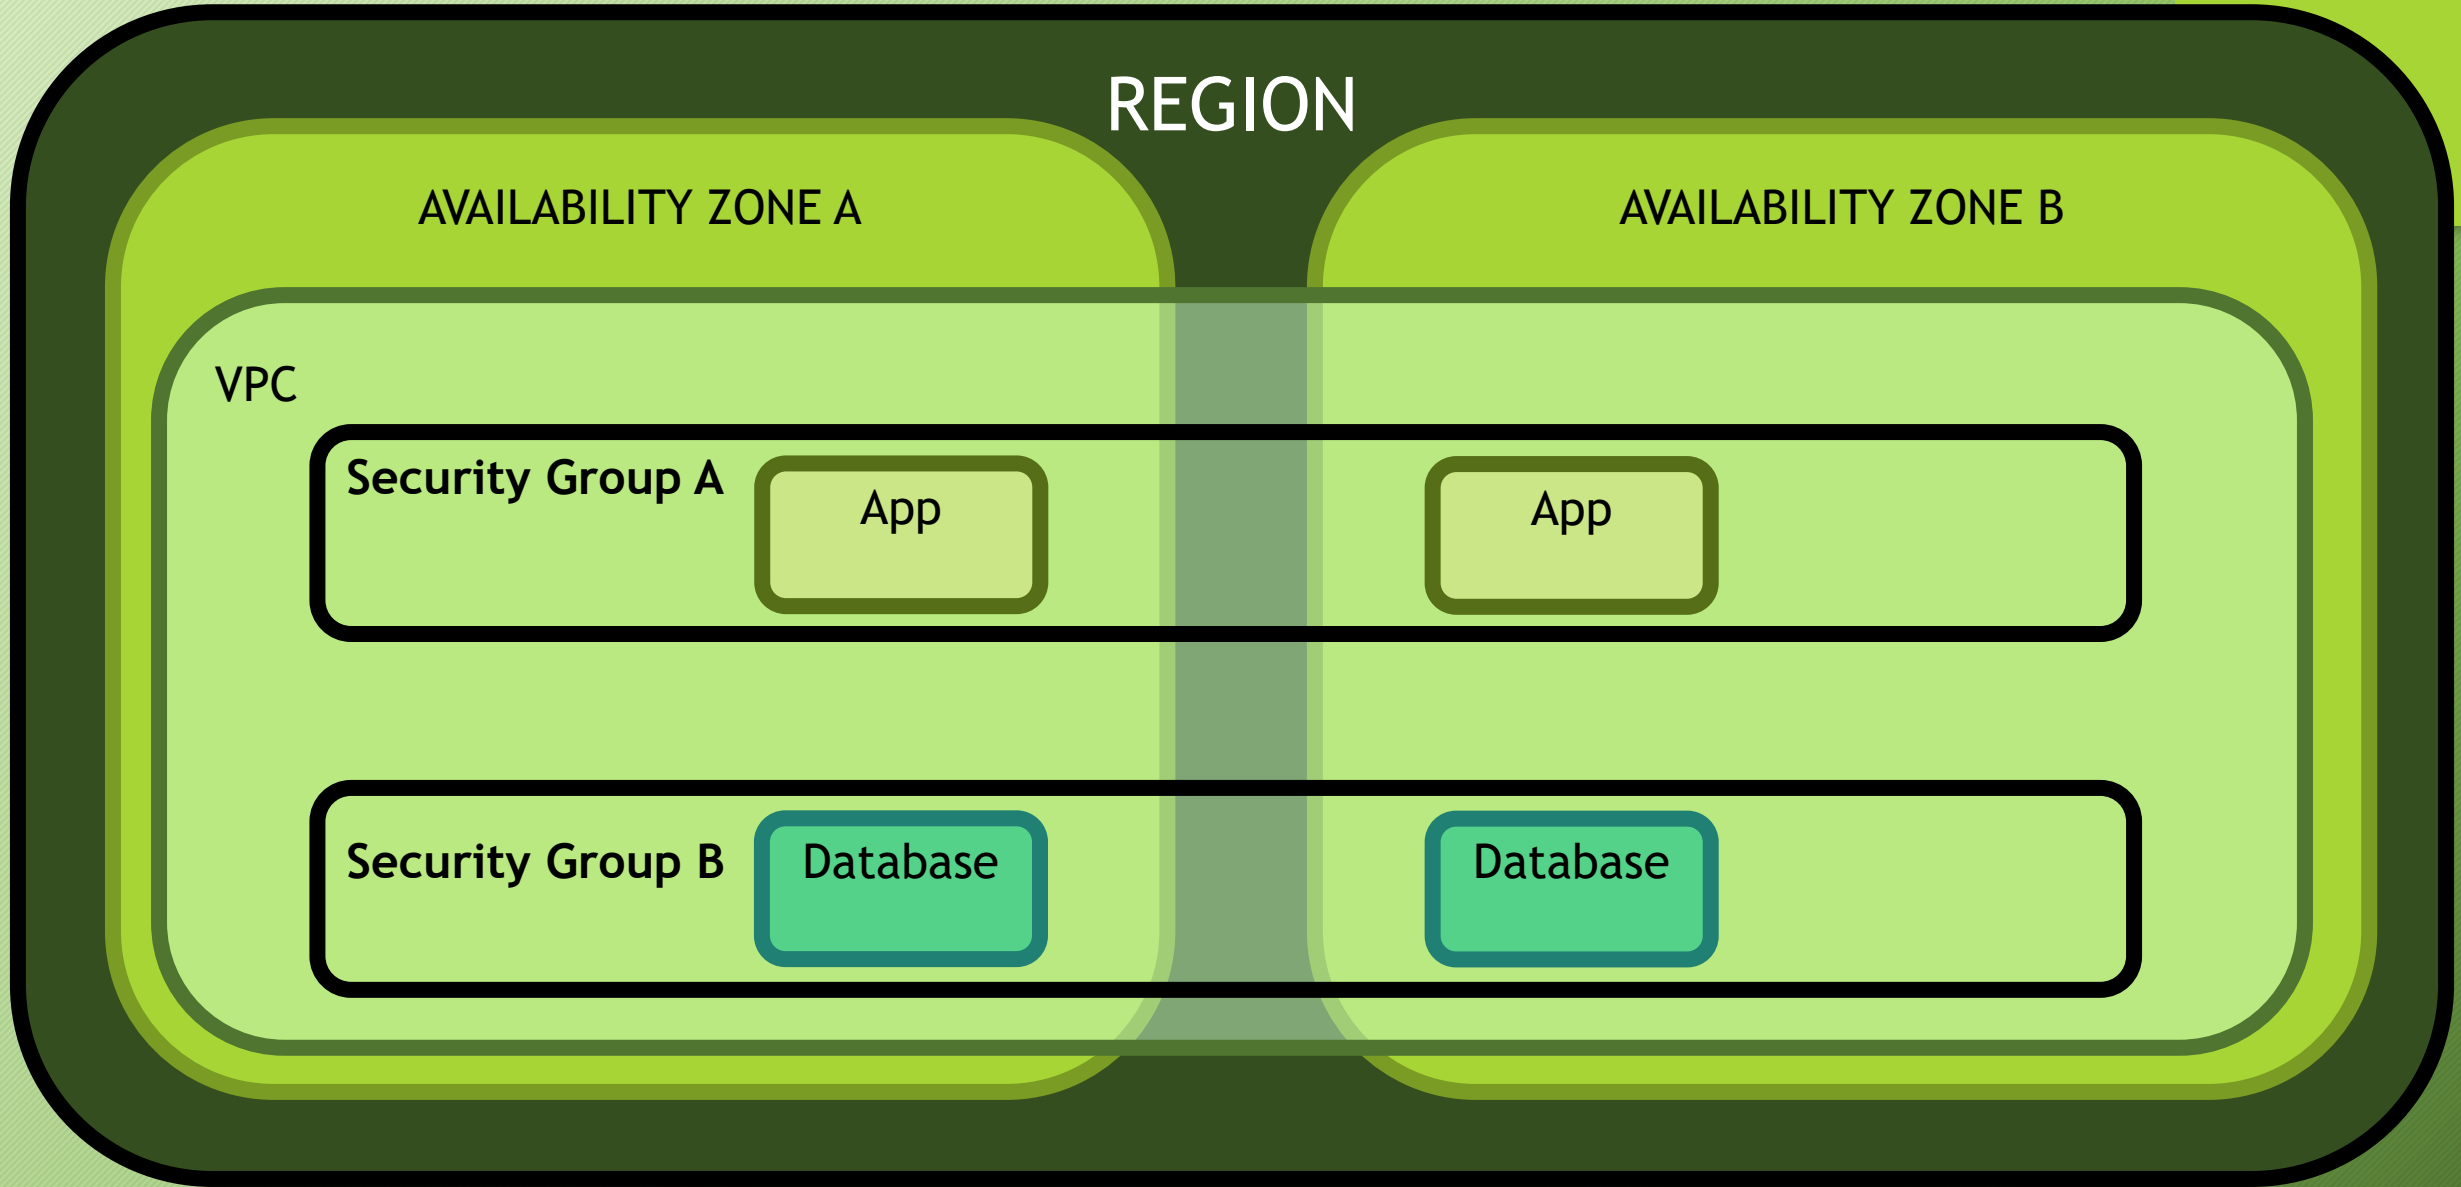 REGION
AVAILABILITY ZONE A
AVAILABILITY ZONE B
VPC
Security Group A
App
App
Security Group B
Database
Database